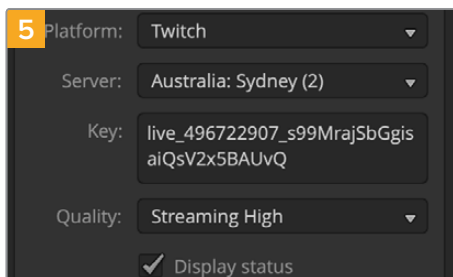 5
Platform: Twitch
Server: Australia: Sydney (2)
Key: live_496722907_s99MrajSbGgis
aiQsV2x5BAUvQ
Quality: Streaming High
Display status